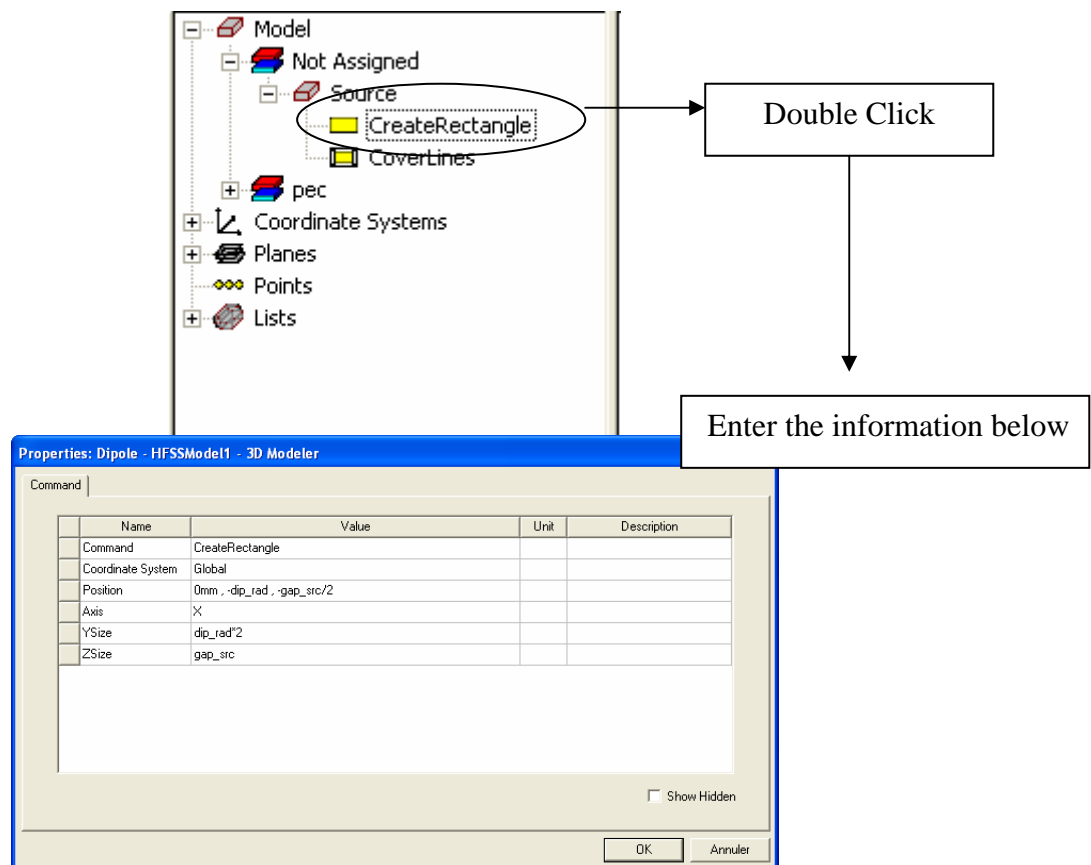 Model
Not Assigned
Source
CreateRectangle
CoverLines
pec
Coordinate Systems
Planes
Points
Lists
Double Click
Enter the information below
Properties: Dipole - HFSSModel1 - 3D Modeler
Command
Name Value Unit Description
Command CreateRectangle
Coordinate System Global
Position 0mm , -dip_rad , -gap_src/2
Axis X
YSize dip_rad*2
ZSize gap_src
Show Hidden
OK Annuler